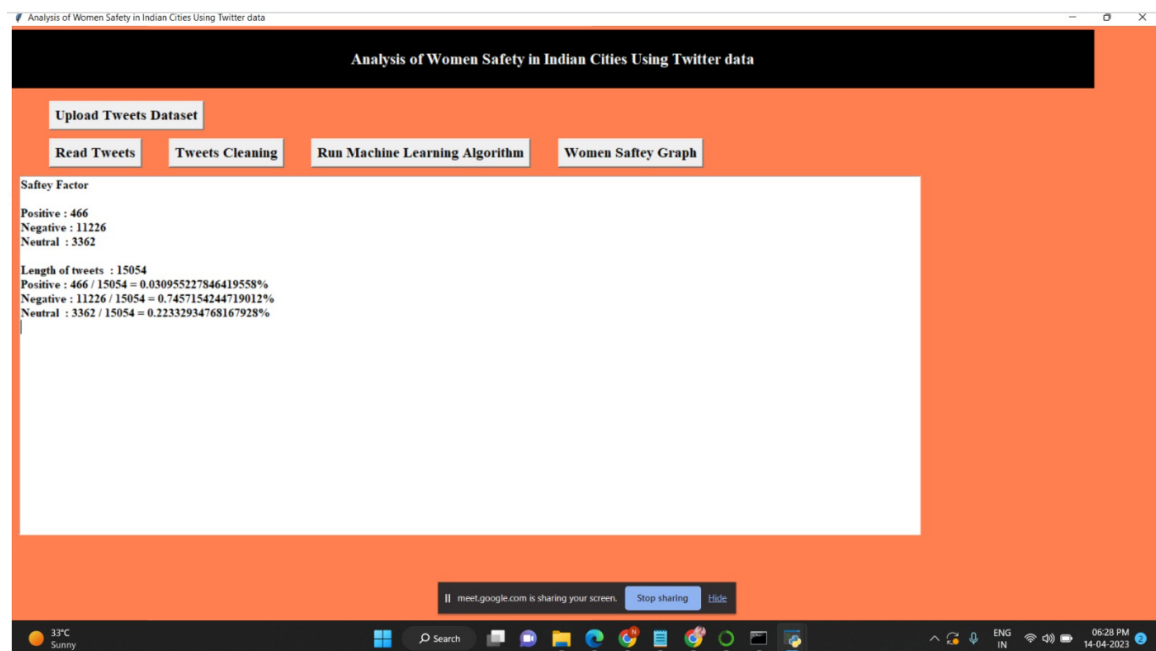 Analysis of Women Safety in Indian Cities Using Twitter data
Analysis of Women Safety in Indian Cities Using Twitter data
Upload Tweets Dataset
Read Tweets Tweets Cleaning Run Machine Learning Algorithm Women Saftey Graph
Saftey Factor
Positive : 466
Negative : 11226
Neutral : 3362
Length of tweets : 15054
Positive : 466 / 15054 = 0.030955227846419558%
Negative : 11226 / 15054 = 0.7457154244719012%
Neutral : 3362 / 15054 = 0.22332934768167928%
meet.google.com is sharing your screen. Stop sharing Hide
33°C
Sunny
Search
ENG
IN
06:28 PM
14-04-2023
2